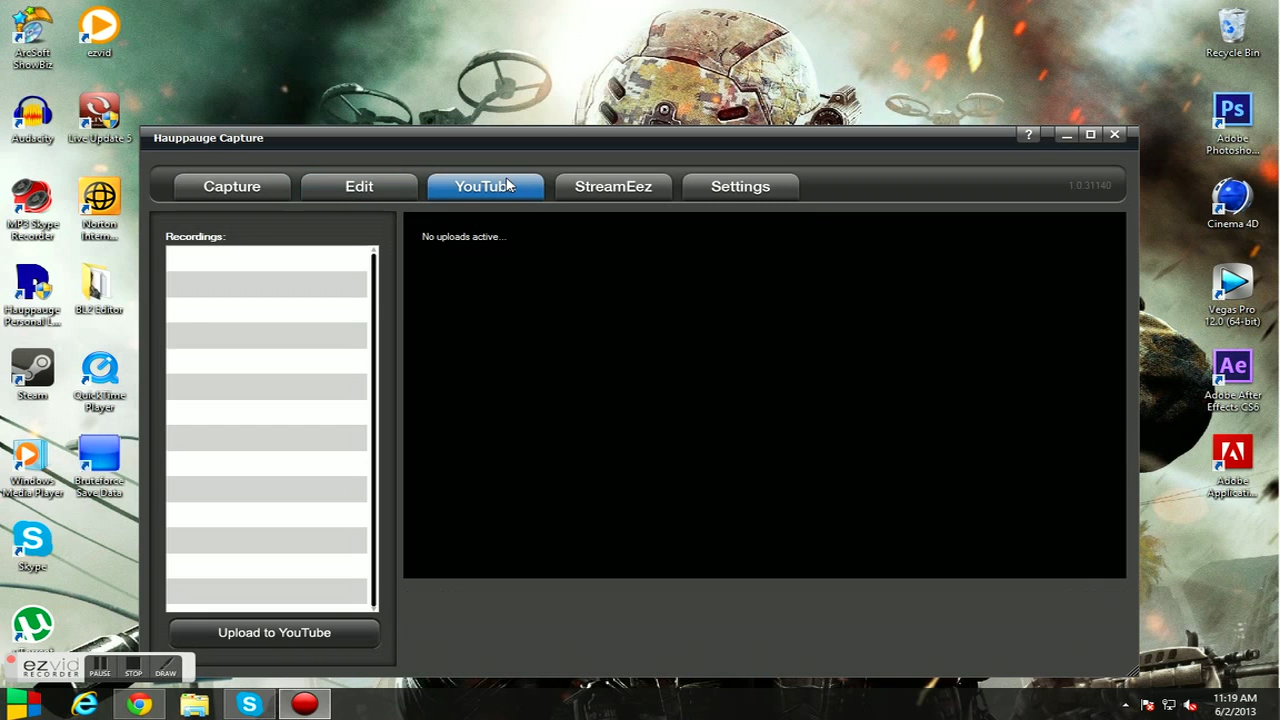 ArcSoft
ShowBiz
ezvid
Audacity
Live Update 5
MP3 Skype
Recorder
Norton
Intern...
Hauppauge
Personal L...
BL2 Editor
Steam
QuickTime
Player
Windows
Media Player
Bruteforce
Save Data
Skype
Hauppauge Capture
?
Capture
Edit
YouTube
StreamEez
Settings
1.0.31140
Recordings:
No uploads active...
Upload to YouTube
Recycle Bin
Ps
Adobe
Photosho...
Cinema 4D
Vegas Pro
12.0 (64-bit)
Ae
Adobe After
Effects CS6
Adobe
Applicati...
ezvid
RECORDER
PAUSE
STOP
DRAW
11:19 AM
6/2/2013